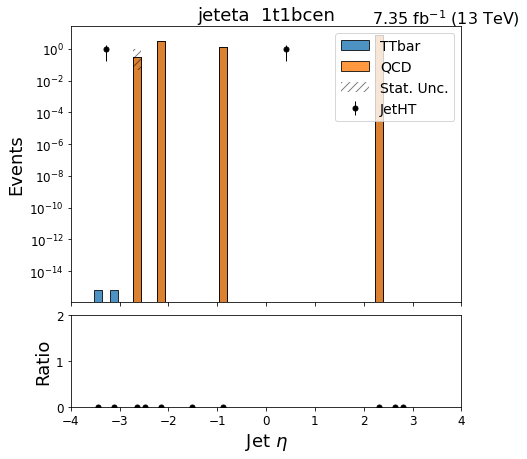 jeteta 1t1bcen
7.35 fb⁻¹ (13 TeV)
TTbar
QCD
Stat. Unc.
JetHT
Events
10⁰
10⁻²
10⁻⁴
10⁻⁶
10⁻⁸
10⁻¹⁰
10⁻¹²
10⁻¹⁴
Ratio
2
1
0
−4 −3 −2 −1 0 1 2 3 4
Jet η